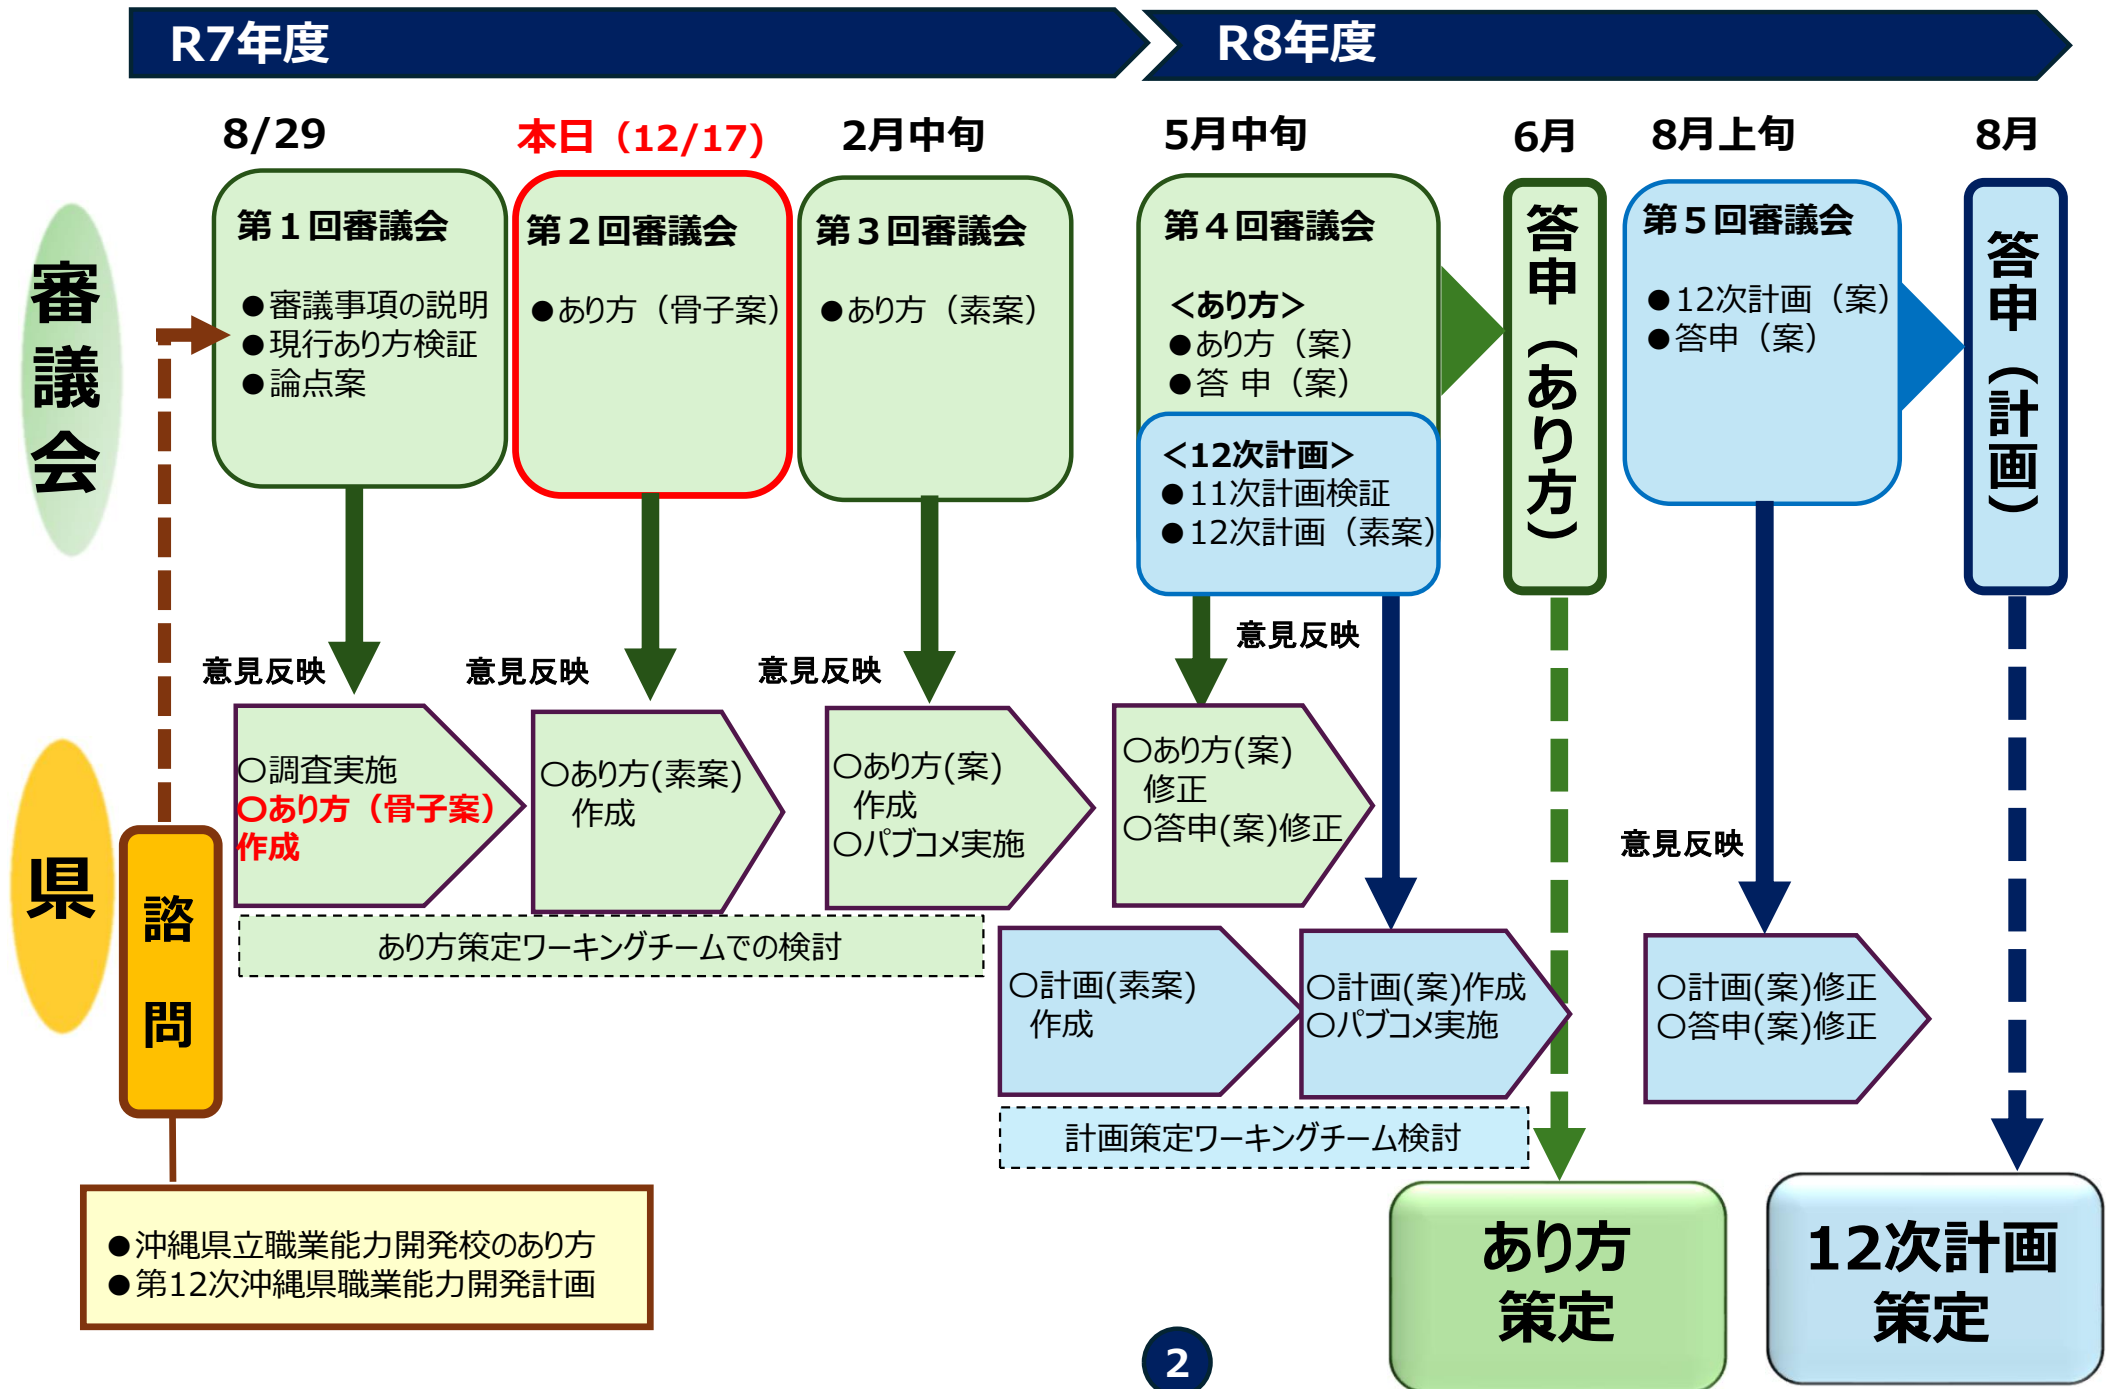 R7年度
R8年度
8/29
本日（12/17）
2月中旬
5月中旬
6月
8月上旬
8月
審議会
第１回審議会
●審議事項の説明
●現行あり方検証
●論点案
第２回審議会
●あり方（骨子案）
第３回審議会
●あり方（素案）
第４回審議会
＜あり方＞
●あり方（案）
●答 申（案）
＜12次計画＞
●11次計画検証
●12次計画（素案）
答申（あり方）
第５回審議会
●12次計画（案）
●答申（案）
答申（計画）
意見反映
意見反映
意見反映
意見反映
意見反映
県
諮問
〇調査実施
〇あり方（骨子案）
作成
〇あり方(素案)
作成
〇あり方(案)
作成
〇パブコメ実施
〇あり方(案)
修正
〇答申(案)修正
あり方策定ワーキングチームでの検討
〇計画(素案)
作成
〇計画(案)作成
〇パブコメ実施
〇計画(案)修正
〇答申(案)修正
計画策定ワーキングチーム検討
●沖縄県立職業能力開発校のあり方
●第12次沖縄県職業能力開発計画
あり方
策定
12次計画
策定
2